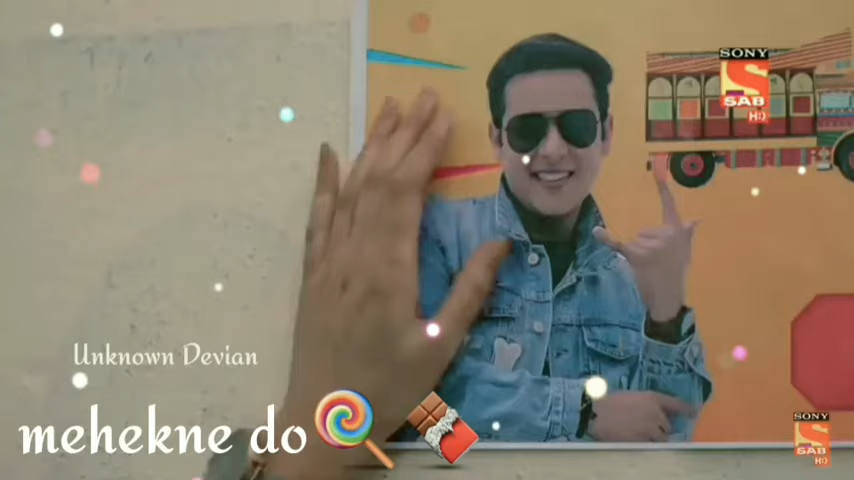 SONY
SAB
HD
Unknown Devian
mehekne do
SONY
SAB
HD